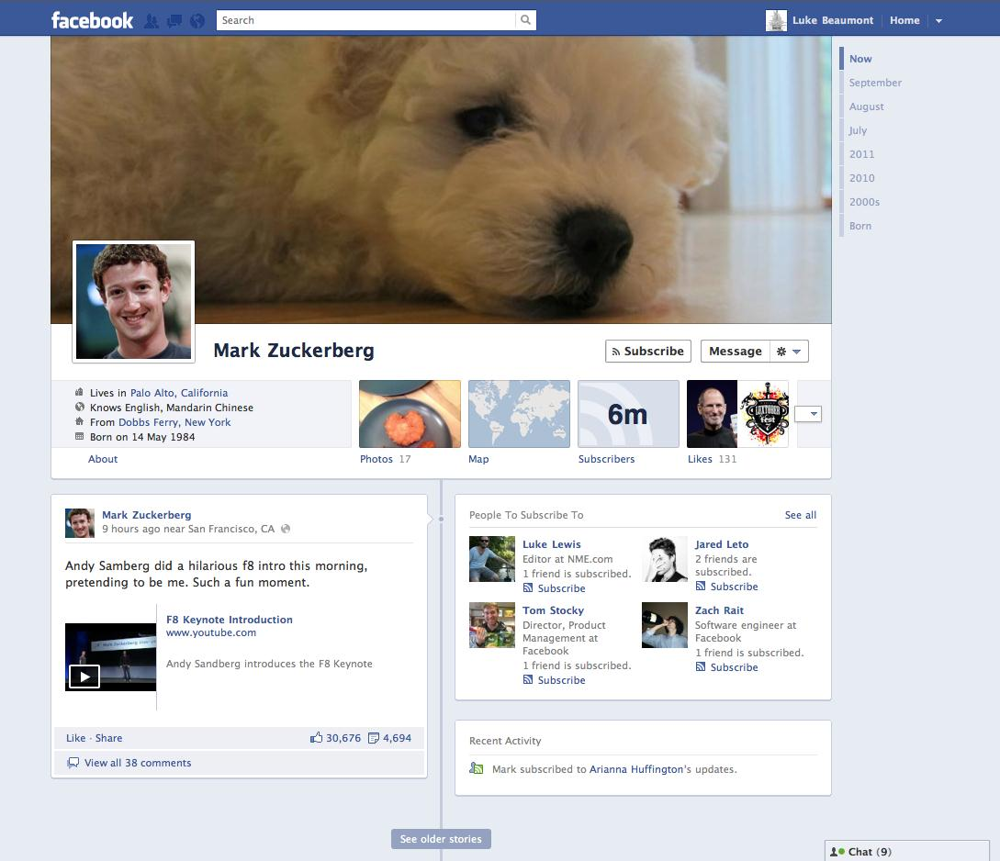 facebook
Search
Luke Beaumont
Home
Now
September
August
July
2011
2010
2000s
Born
Mark Zuckerberg
Subscribe
Message
Lives in Palo Alto, California
Knows English, Mandarin Chinese
From Dobbs Ferry, New York
Born on 14 May 1984
About
6m
Photos 17
Map
Subscribers
Likes 131
Mark Zuckerberg
9 hours ago near San Francisco, CA
Andy Samberg did a hilarious f8 intro this morning,
pretending to be me. Such a fun moment.
F8 Keynote Introduction
www.youtube.com
Andy Sandberg introduces the F8 Keynote
Like · Share
30,676
4,694
View all 38 comments
People To Subscribe To
See all
Luke Lewis
Editor at NME.com
1 friend is subscribed.
Subscribe
Jared Leto
2 friends are
subscribed.
Subscribe
Tom Stocky
Director, Product
Management at
Facebook
1 friend is subscribed.
Subscribe
Zach Rait
Software engineer at
Facebook
1 friend is subscribed.
Subscribe
Recent Activity
Mark subscribed to Arianna Huffington's updates.
See older stories
Chat (9)